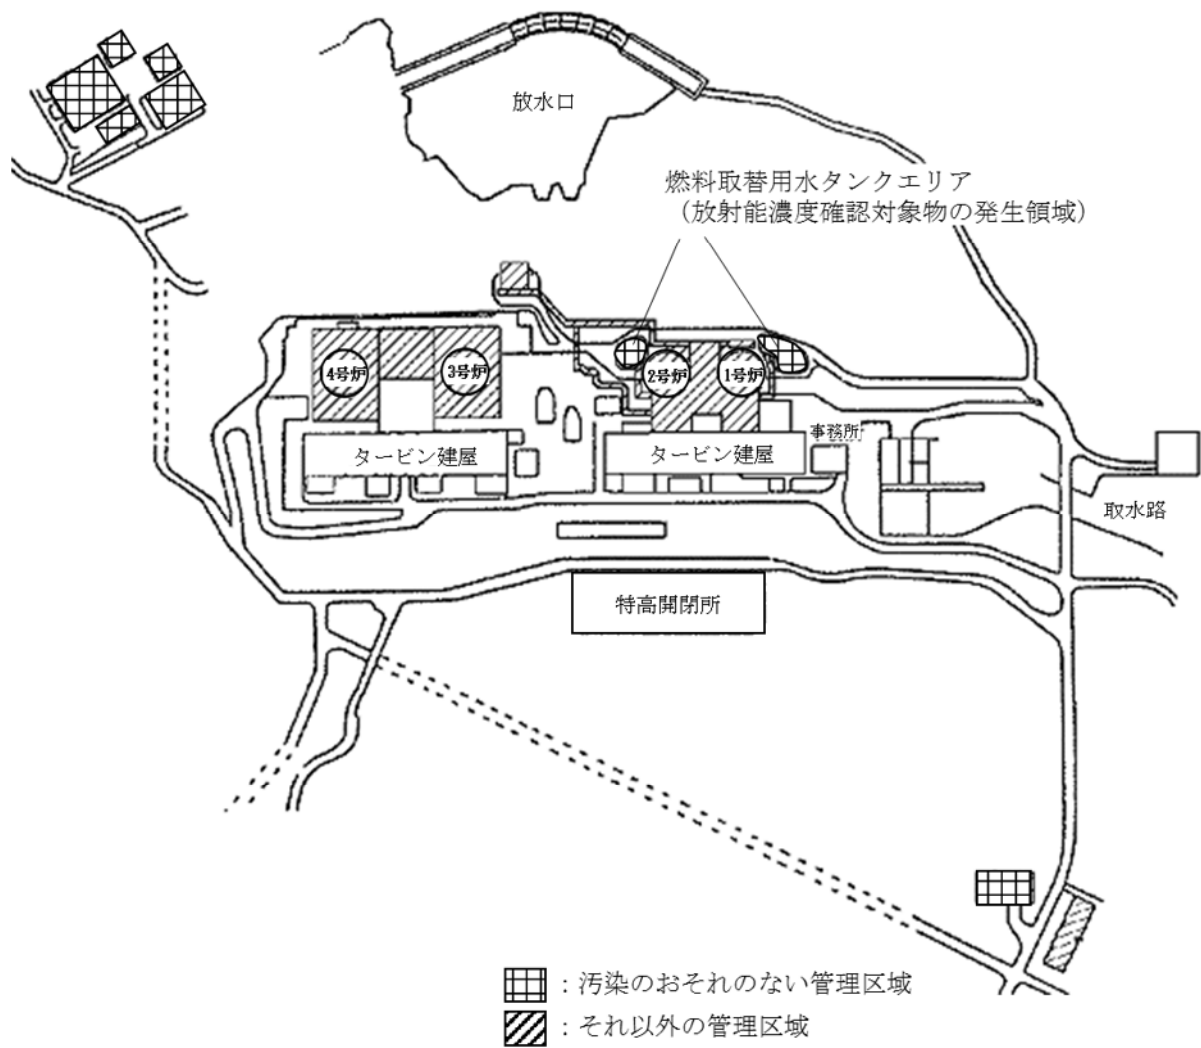 放水口
燃料取替用水タンクエリア
（放射能濃度確認対象物の発生領域）
4号炉
3号炉
2号炉
1号炉
タービン建屋
タービン建屋
事務所
取水路
特高開閉所
：汚染のおそれのない管理区域
：それ以外の管理区域